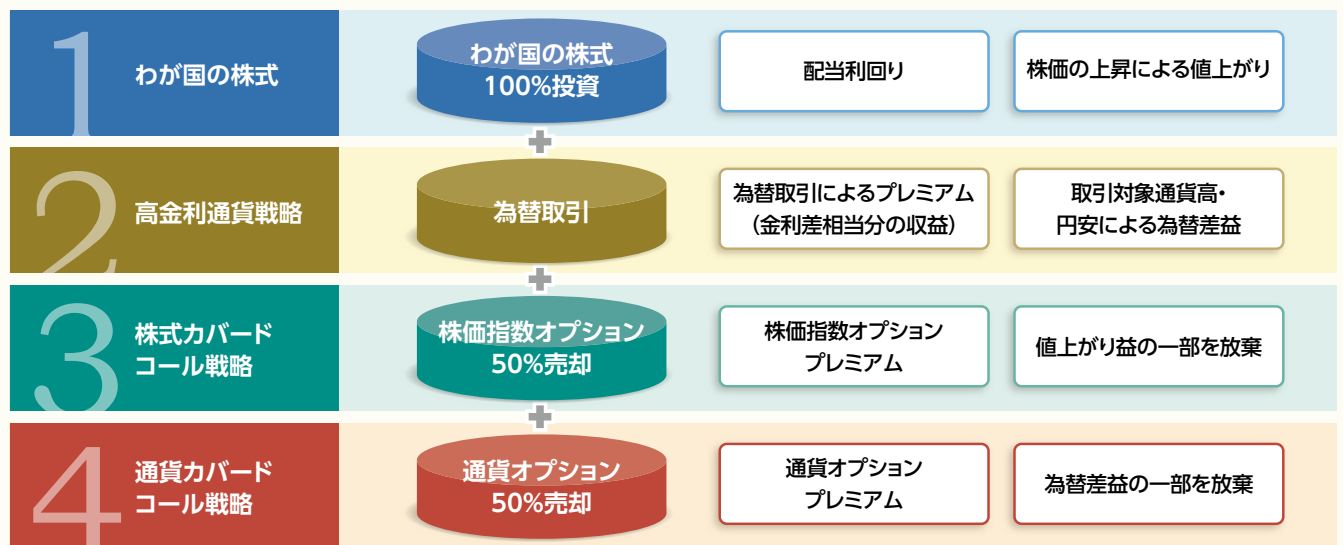 1
わが国の株式
わが国の株式
100%投資
配当利回り
株価の上昇による値上がり
2
高金利通貨戦略
為替取引
為替取引によるプレミアム
（金利差相当分の収益）
取引対象通貨高・
円安による為替差益
3
株式カバード
コール戦略
株価指数オプション
50%売却
株価指数オプション
プレミアム
値上がり益の一部を放棄
4
通貨カバード
コール戦略
通貨オプション
50%売却
通貨オプション
プレミアム
為替差益の一部を放棄